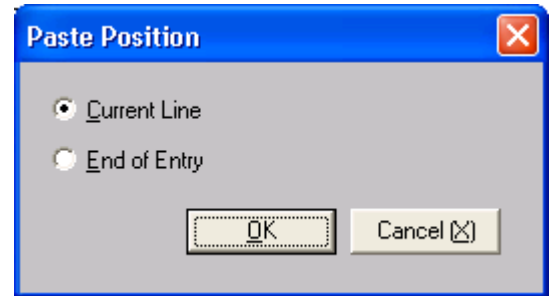 Paste Position
Current Line
End of Entry
OK Cancel (X)